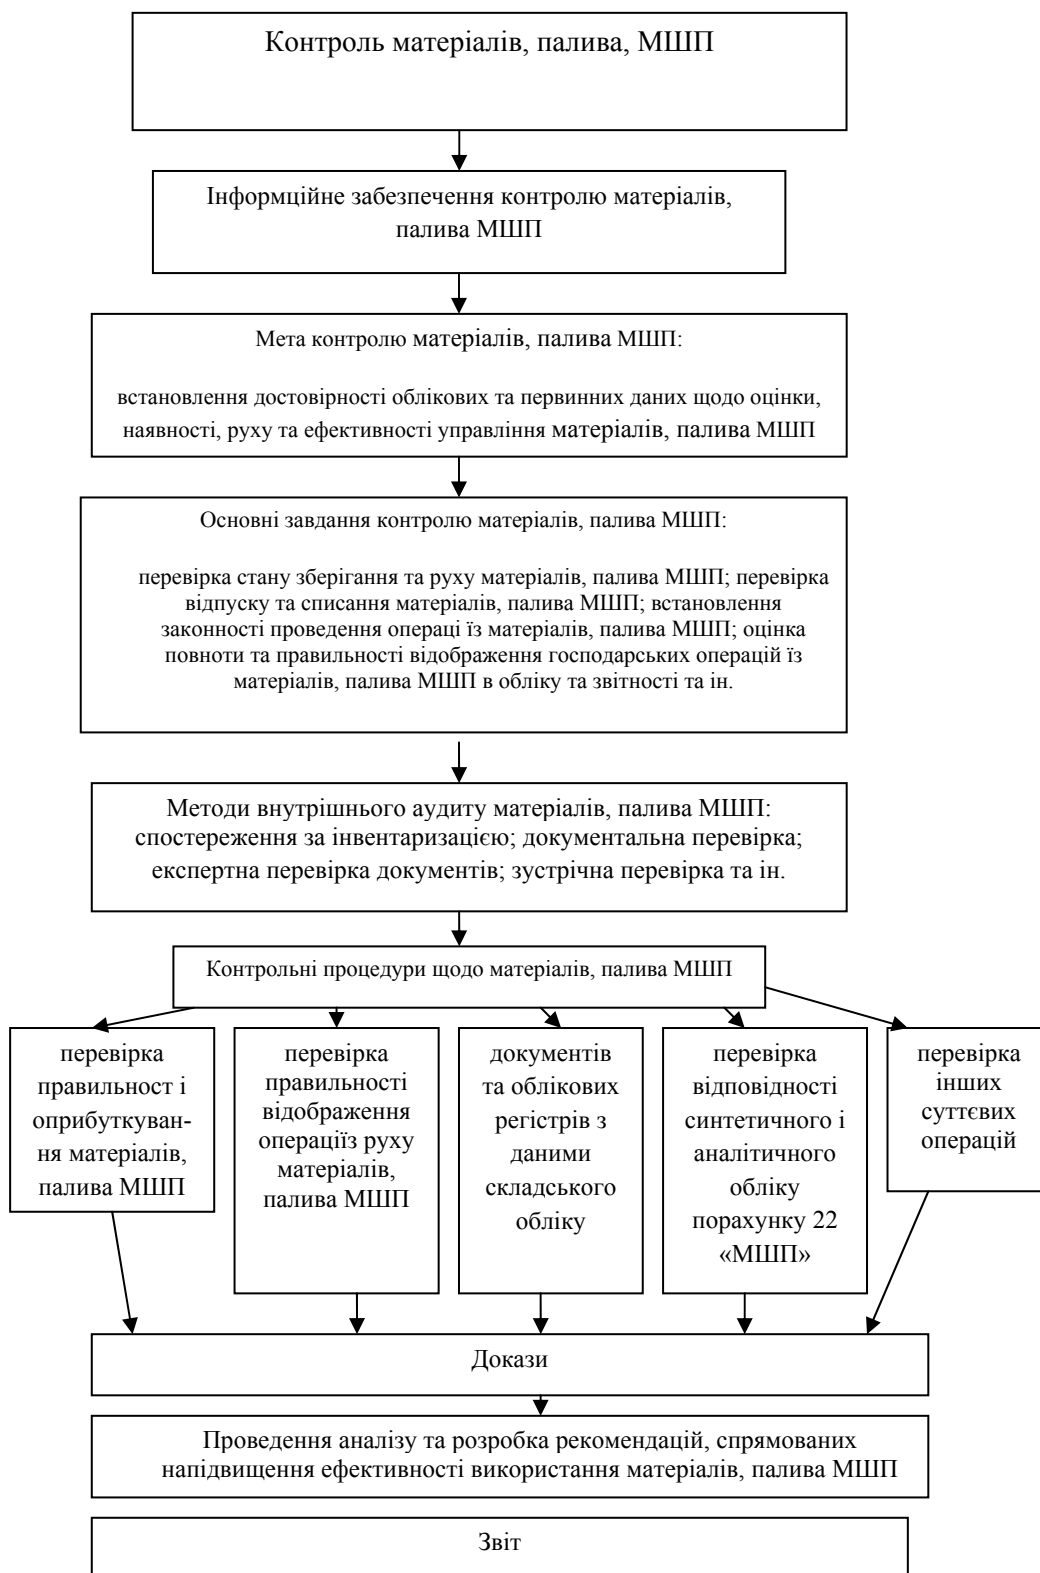 Контроль матеріалів, палива, МШП
Інформційне забезпечення контролю матеріалів,
палива МШП
Мета контролю матеріалів, палива МШП:
встановлення достовірності облікових та первинних даних щодо оцінки,
наявності, руху та ефективності управління матеріалів, палива МШП
Основні завдання контролю матеріалів, палива МШП:
перевірка стану зберігання та руху матеріалів, палива МШП; перевірка
відпуску та списання матеріалів, палива МШП; встановлення
законності проведення операці їз матеріалів, палива МШП; оцінка
повноти та правильності відображення господарських операцій їз
матеріалів, палива МШП в обліку та звітності та ін.
Методи внутрішнього аудиту матеріалів, палива МШП:
спостереження за інвентаризацією; документальна перевірка;
експертна перевірка документів; зустрічна перевірка та ін.
Контрольні процедури щодо матеріалів, палива МШП
перевірка
правильност і
оприбуткуван-
ня матеріалів,
палива МШП
перевірка
правильності
відображення
операціїз руху
матеріалів,
палива МШП
документів
та облікових
регістрів з
даними
складського
обліку
перевірка
відповідності
синтетичного і
аналітичного
обліку
порахунку 22
«МШП»
перевірка
інших
суттєвих
операцій
Докази
Проведення аналізу та розробка рекомендацій, спрямованих
напідвищення ефективності використання матеріалів, палива МШП
Звіт